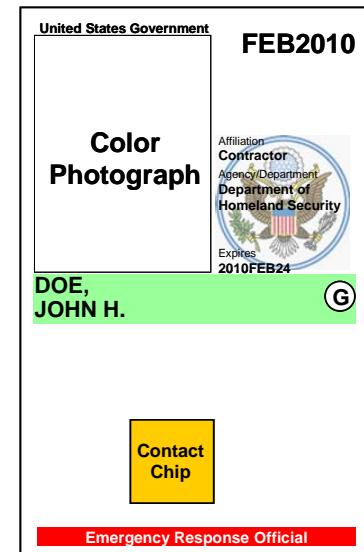 United States Government
FEB2010
Color
Photograph
Affiliation
Contractor
Agency/Department
Department of
Homeland Security
Expires
2010FEB24
DOE,
JOHN H.
G
Contact
Chip
Emergency Response Official